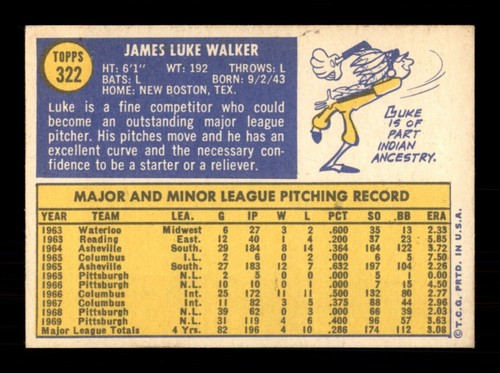 TOPPS
322
JAMES LUKE WALKER
HT: 6'1" WT: 192 THROWS: L
BATS: L BORN: 9/2/43
HOME: NEW BOSTON, TEX.
Luke is a fine competitor who could
become an outstanding major league
pitcher. His pitches move and he has an
excellent curve and the necessary confi-
dence to be a starter or a reliever.
LUKE
IS OF
PART
INDIAN
ANCESTRY.
MAJOR AND MINOR LEAGUE PITCHING RECORD
YEAR TEAM LEA. G IP W L PCT SO BB ERA
1963 Waterloo Midwest 6 27 3 2 .600 35 13 2.33
1963 Reading East. 12 40 1 4 .200 37 23 5.85
1964 Asheville South. 29 184 8 14 .364 164 122 3.72
1965 Columbus I.L. 2 6 0 2 .000 6 5 7.50
1965 Asheville South. 27 183 12 7 .632 197 104 2.26
1965 Pittsburgh N.L. 2 5 0 0 .000 5 1 0.00
1966 Pittsburgh N.L. 10 10 0 1 .000 7 15 4.50
1966 Columbus Int. 25 172 11 11 .500 132 80 2.77
1967 Columbus Int. 11 82 3 5 .375 88 44 2.96
1968 Pittsburgh N.L. 39 62 0 3 .000 66 39 2.03
1969 Pittsburgh N.L. 31 119 4 6 .400 96 57 3.63
Major League Totals 4 Yrs. 82 196 4 10 .286 174 112 3.08
© T.C.G. PRTD. IN U.S.A.